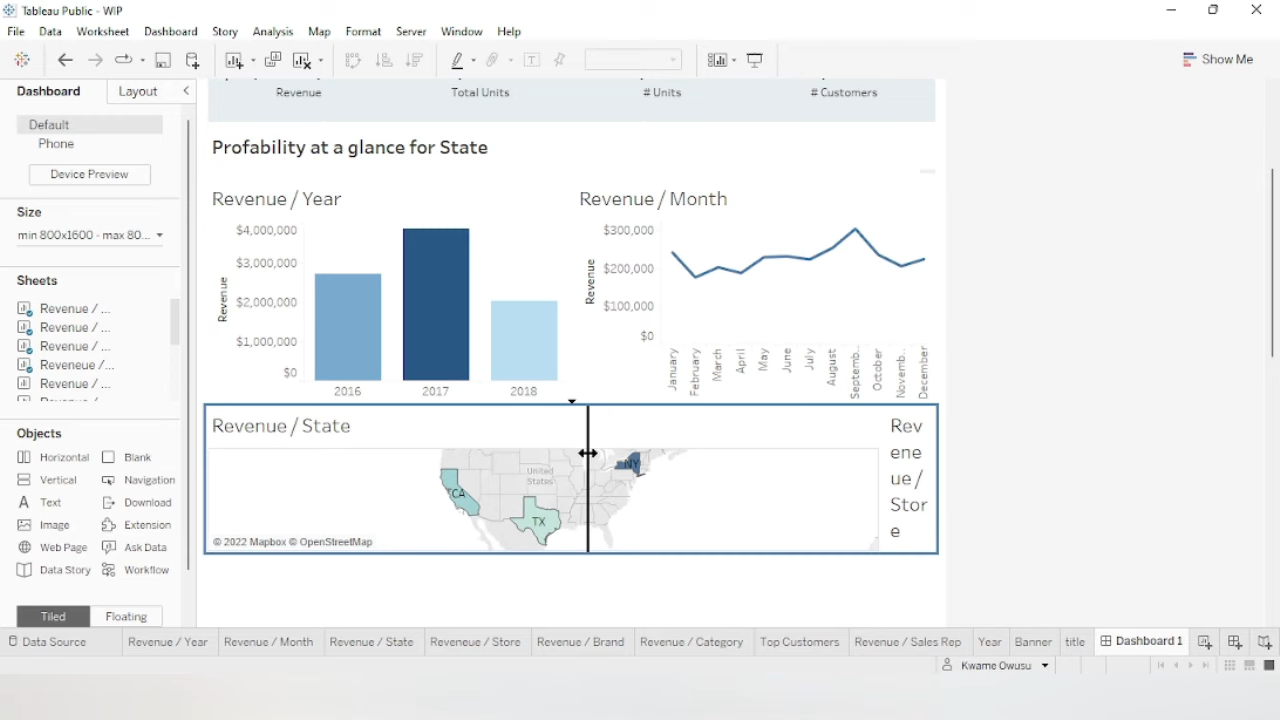 Tableau Public - WIP
File Data Worksheet Dashboard Story Analysis Map Format Server Window Help
Show Me
Dashboard Layout
Default
Phone
Device Preview
Size
min 800x1600 - max 80...
Sheets
Revenue / ...
Revenue / ...
Revenue / ...
Reveneue /...
Revenue / ...
Objects
Horizontal Blank
Vertical Navigation
Text Download
Image Extension
Web Page Ask Data
Data Story Workflow
Tiled Floating
Revenue Total Units # Units # Customers
Profability at a glance for State
Revenue / Year
$4,000,000
$3,000,000
$2,000,000
$1,000,000
$0
Revenue
2016 2017 2018
Revenue / Month
$300,000
$200,000
$100,000
$0
Revenue
January
February
March
April
May
June
July
August
Septemb..
October
Novemb..
December
Revenue / State
United
States
NY
CA
TX
© 2022 Mapbox © OpenStreetMap
Rev
ene
ue /
Stor
e
Data Source Revenue / Year Revenue / Month Revenue / State Reveneue / Store Revenue / Brand Revenue / Category Top Customers Revenue / Sales Rep Year Banner title Dashboard 1
Kwame Owusu